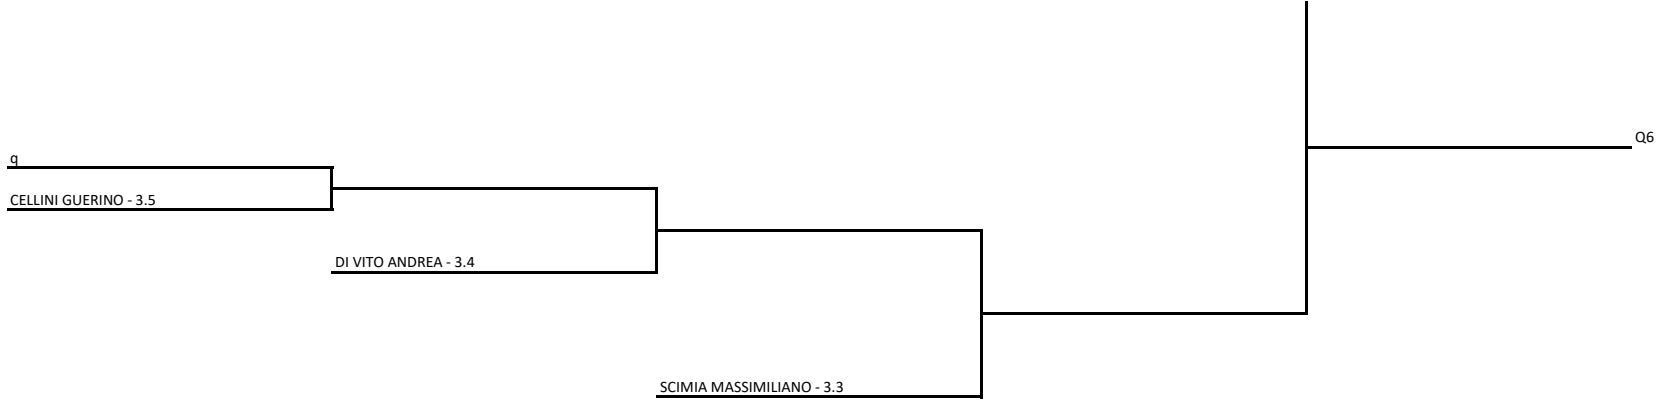 Q6
q
CELLINI GUERINO - 3.5
DI VITO ANDREA - 3.4
SCIMIA MASSIMILIANO - 3.3